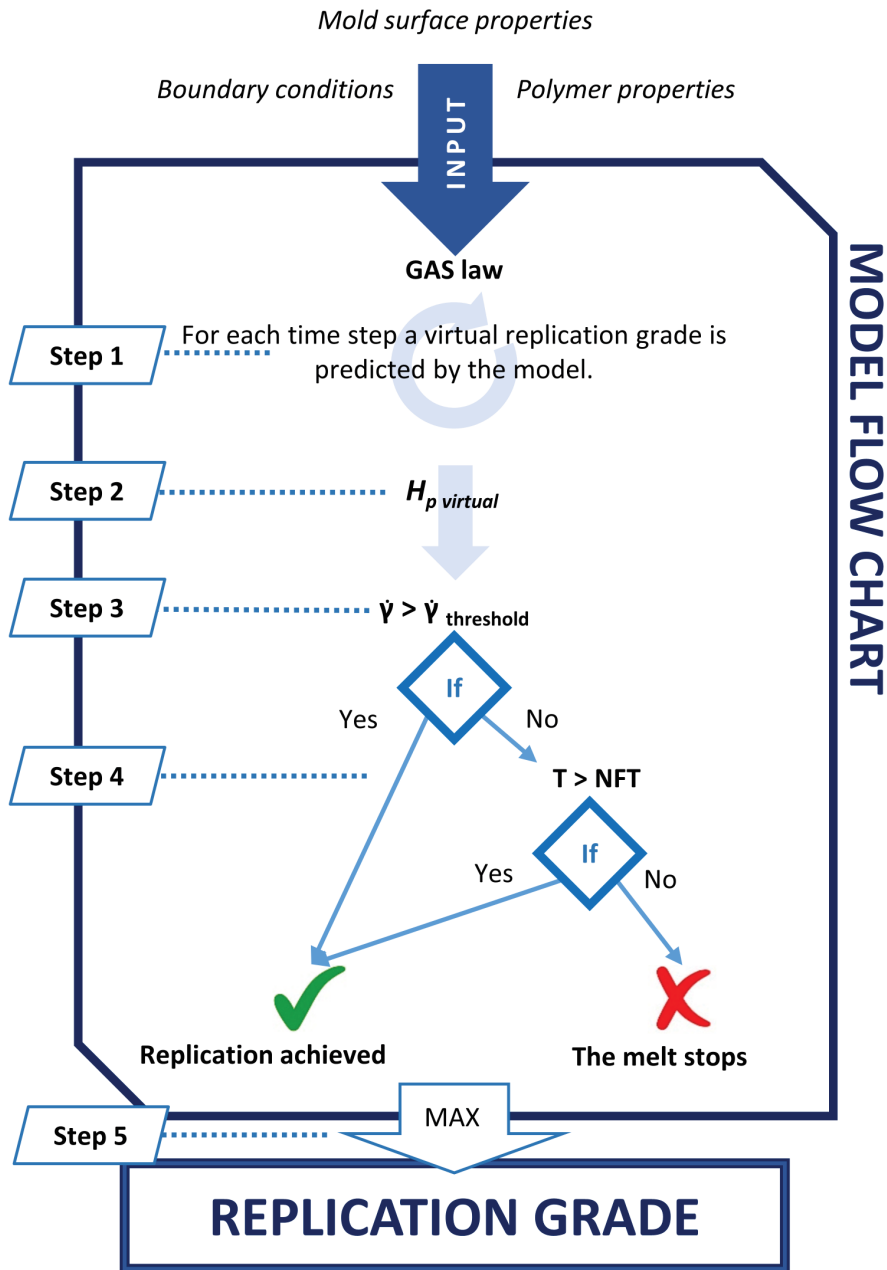 Mold surface properties
Boundary conditions
Polymer properties
INPUT
GAS law
MODEL FLOW CHART
Step 1
For each time step a virtual replication grade is
predicted by the model.
Step 2
H p virtual
Step 3
γ̇ > γ̇ threshold
If
Yes
No
Step 4
T > NFT
If
Yes
No
Replication achieved
The melt stops
MAX
Step 5
REPLICATION GRADE